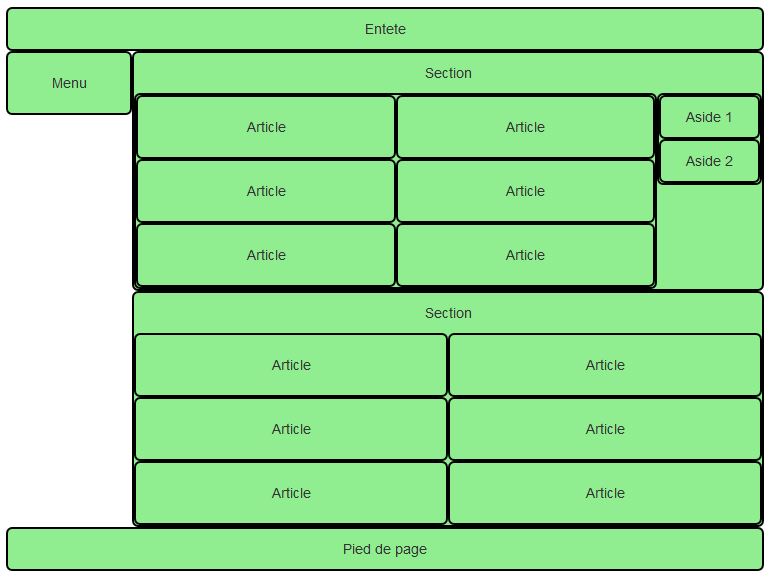 Entete
Menu
Section
Article
Article
Aside 1
Aside 2
Article
Article
Article
Article
Section
Article
Article
Article
Article
Article
Article
Pied de page